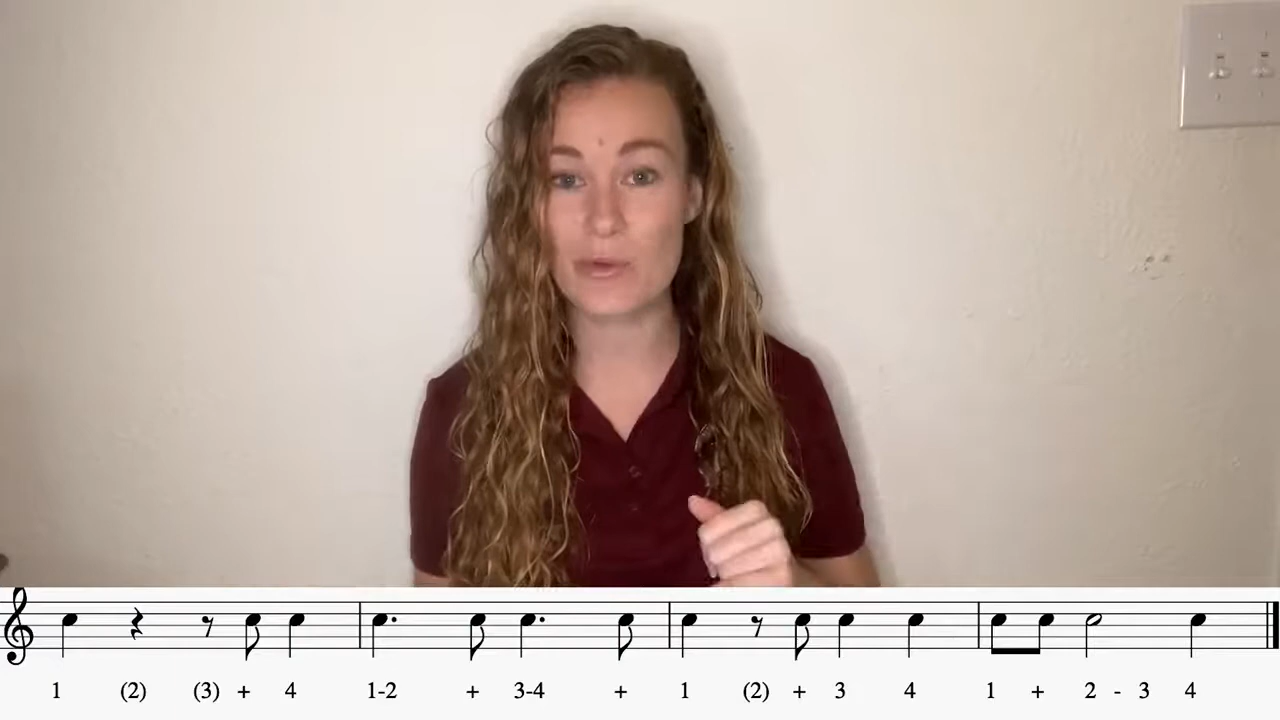 1 (2) (3) + 4 1-2 + 3-4 + 1 (2) + 3 4 1 + 2 - 3 4